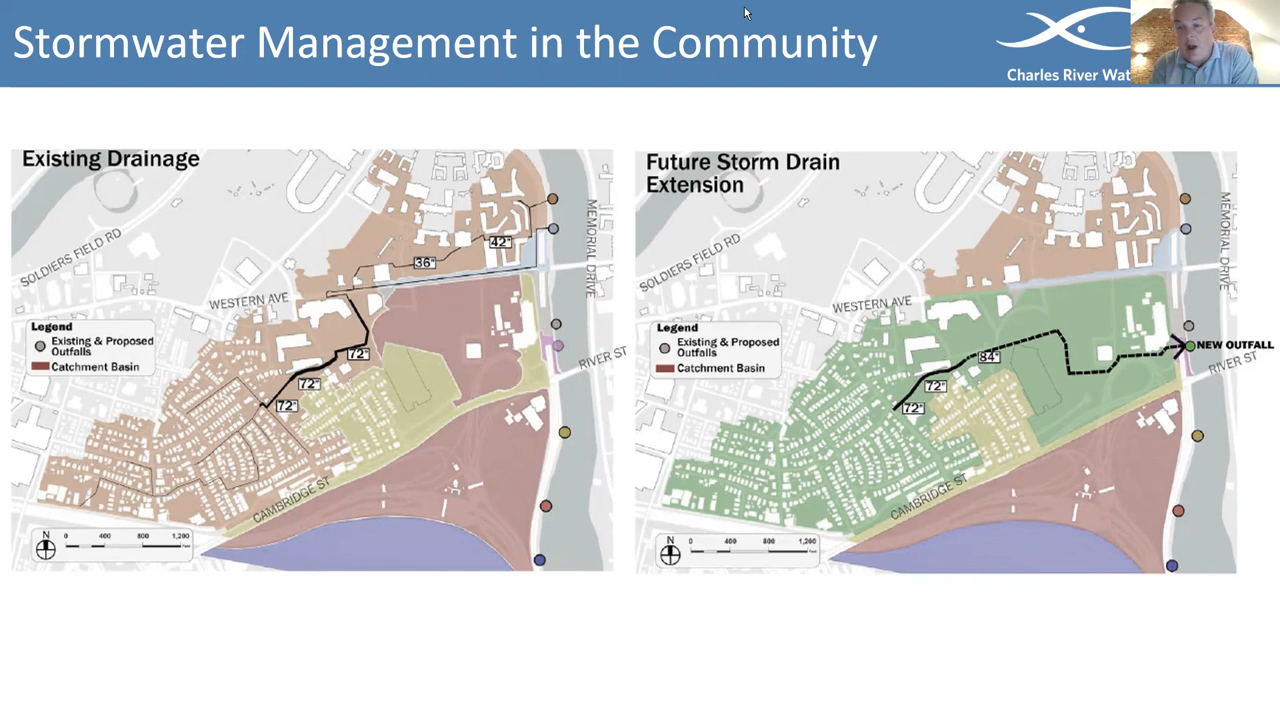 Stormwater Management in the Community
Charles River Wat
Existing Drainage
SOLDIERS FIELD RD
MEMORIAL DRIVE
42"
36"
WESTERN AVE
Legend
Existing & Proposed
Outfalls
Catchment Basin
72"
72"
72"
RIVER ST
CAMBRIDGE ST
N
0 400 800 1,200
Future Storm Drain
Extension
SOLDIERS FIELD RD
MEMORIAL DRIVE
WESTERN AVE
Legend
Existing & Proposed
Outfalls
Catchment Basin
84"
72"
72"
NEW OUTFALL
RIVER ST
CAMBRIDGE ST
N
0 400 800 1,200